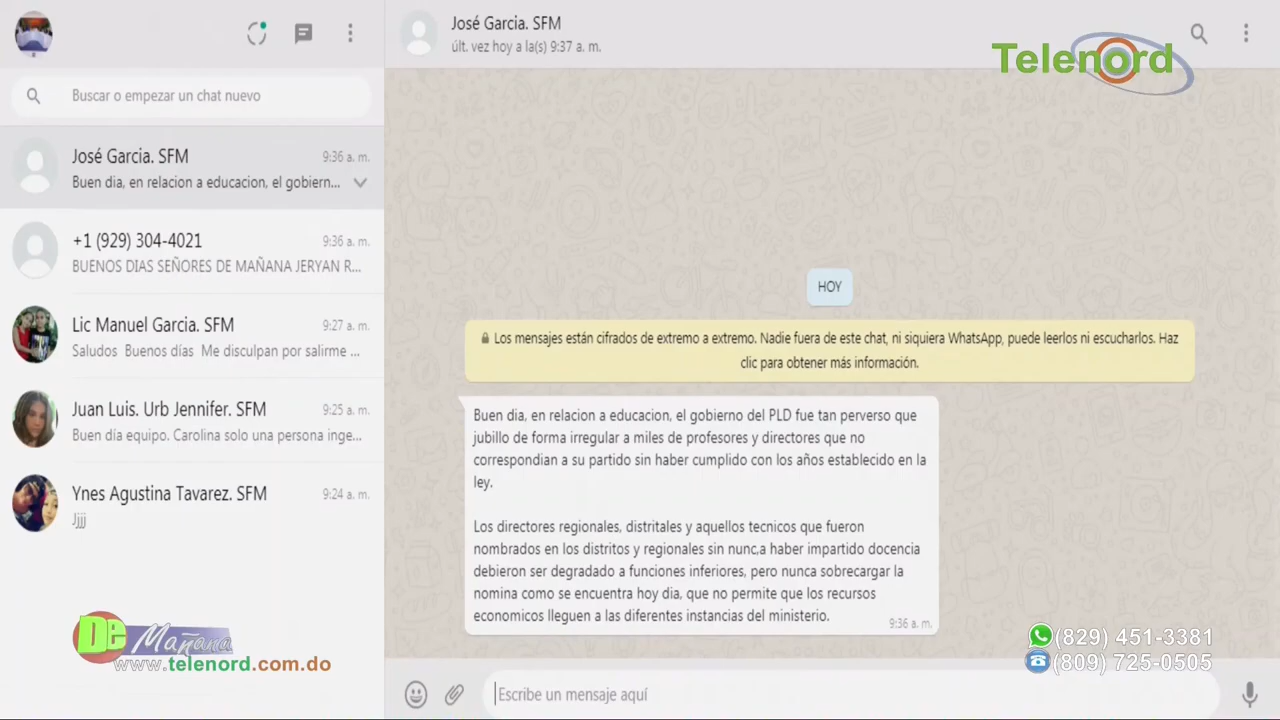 José Garcia. SFM
últ. vez hoy a la(s) 9:37 a. m.
Telenord
Buscar o empezar un chat nuevo
José Garcia. SFM
9:36 a. m.
Buen dia, en relacion a educacion, el gobiern...
+1 (929) 304-4021
9:36 a. m.
BUENOS DIAS SEÑORES DE MAÑANA JERYAN R...
Lic Manuel Garcia. SFM
9:27 a. m.
Saludos Buenos días Me disculpan por salirme ...
Juan Luis. Urb Jennifer. SFM
9:25 a. m.
Buen día equipo. Carolina solo una persona inge...
Ynes Agustina Tavarez. SFM
9:24 a. m.
Jjjj
HOY
Los mensajes están cifrados de extremo a extremo. Nadie fuera de este chat, ni siquiera WhatsApp, puede leerlos ni escucharlos. Haz
clic para obtener más información.
Buen dia, en relacion a educacion, el gobierno del PLD fue tan perverso que
jubillo de forma irregular a miles de profesores y directores que no
correspondian a su partido sin haber cumplido con los años establecido en la
ley.
Los directores regionales, distritales y aquellos tecnicos que fueron
nombrados en los distritos y regionales sin nunc,a haber impartido docencia
debieron ser degradado a funciones inferiores, pero nunca sobrecargar la
nomina como se encuentra hoy dia, que no permite que los recursos
economicos lleguen a las diferentes instancias del ministerio.
9:36 a. m.
De Mañana
www.telenord.com.do
(829) 451-3381
(809) 725-0505
Escribe un mensaje aquí